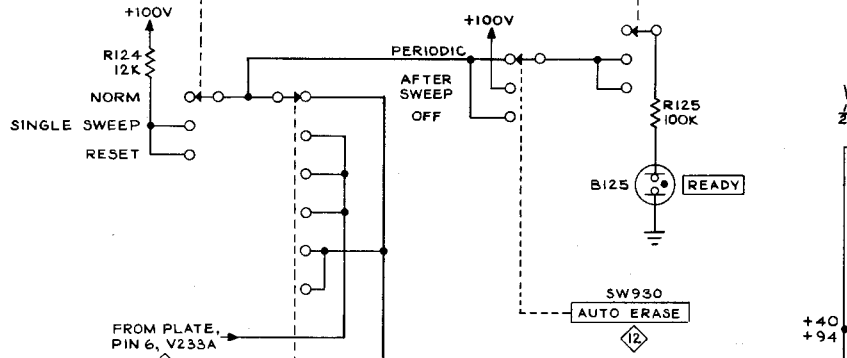 +100V
R124
12K
NORM
SINGLE SWEEP
RESET
+100V
PERIODIC
AFTER
SWEEP
OFF
R125
100K
B125
READY
SW930
AUTO ERASE
12
FROM PLATE,
PIN 6, V233A
+40
+94